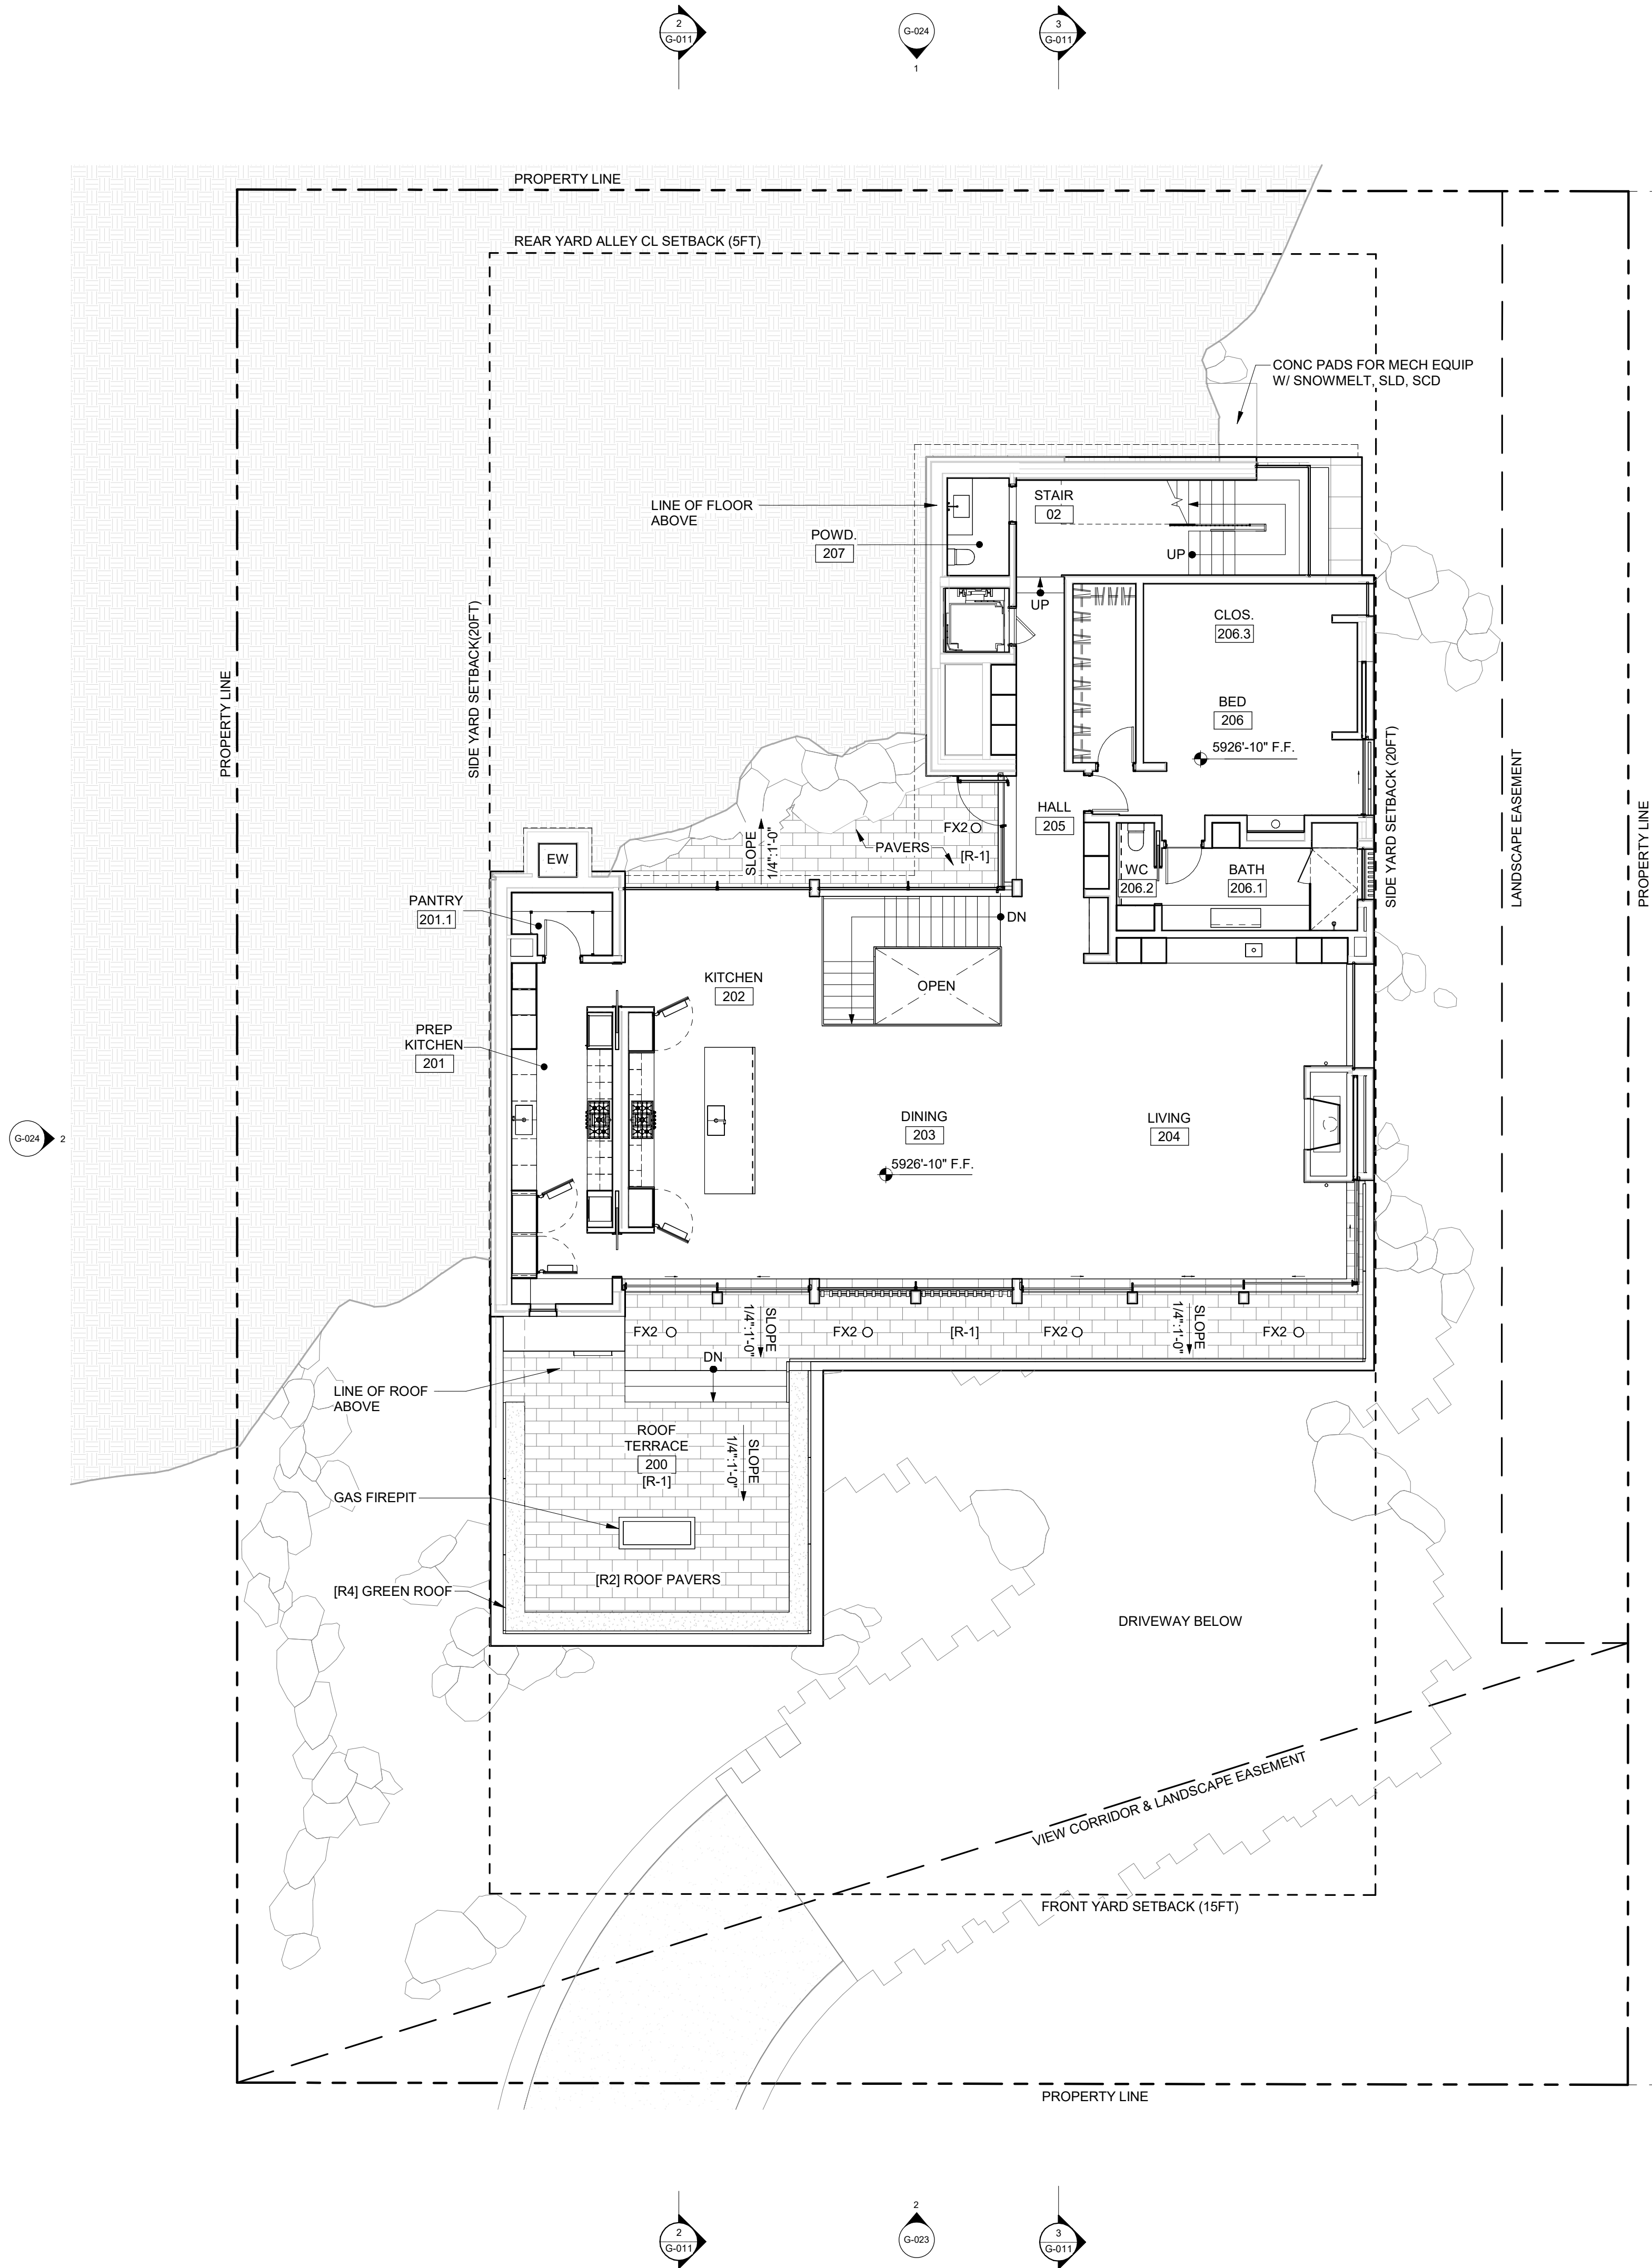 2
G-011
G-024
1
3
G-011
PROPERTY LINE
REAR YARD ALLEY CL SETBACK (5FT)
CONC PADS FOR MECH EQUIP
W/ SNOWMELT, SLD, SCD
LINE OF FLOOR
ABOVE
STAIR
02
POWD.
207
UP
UP
CLOS.
206.3
SIDE YARD SETBACK(20FT)
PROPERTY LINE
BED
206
5926'-10" F.F.
SIDE YARD SETBACK (20FT)
LANDSCAPE EASEMENT
PROPERTY LINE
HALL
205
FX2
SLOPE
1/4":1'-0"
PAVERS
[R-1]
EW
WC
206.2
BATH
206.1
PANTRY
201.1
DN
KITCHEN
202
OPEN
PREP
KITCHEN
201
DINING
203
LIVING
204
G-024
2
5926'-10" F.F.
FX2
SLOPE
1/4":1'-0"
FX2
[R-1]
FX2
SLOPE
1/4":1'-0"
FX2
DN
LINE OF ROOF
ABOVE
ROOF
TERRACE
200
[R-1]
SLOPE
1/4":1'-0"
GAS FIREPIT
[R2] ROOF PAVERS
[R4] GREEN ROOF
DRIVEWAY BELOW
VIEW CORRIDOR & LANDSCAPE EASEMENT
FRONT YARD SETBACK (15FT)
PROPERTY LINE
2
G-011
2
G-023
3
G-011